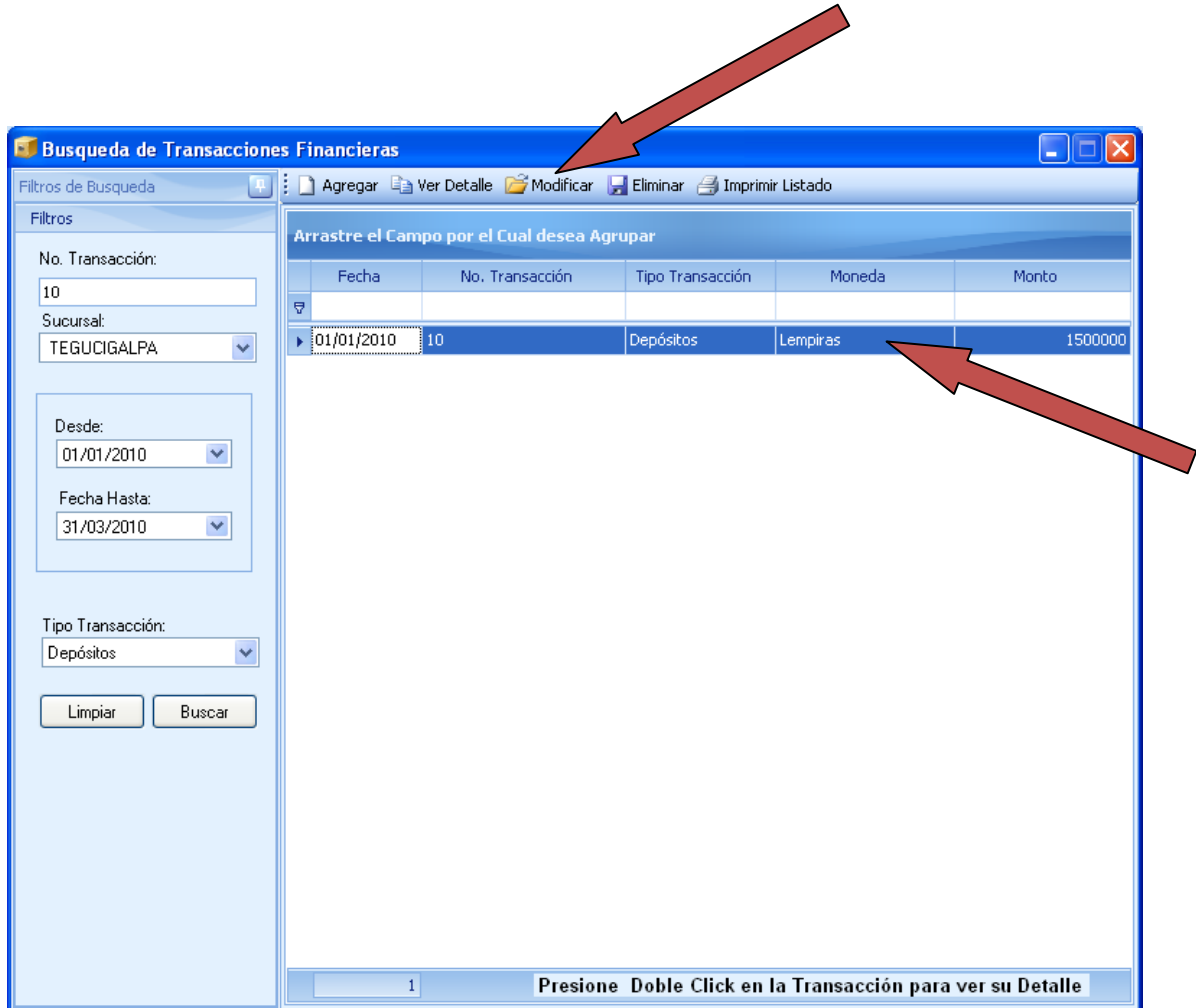 Busqueda de Transacciones Financieras
Filtros de Busqueda
Agregar Ver Detalle Modificar Eliminar Imprimir Listado
Filtros
No. Transacción:
10
Sucursal:
TEGUCIGALPA
Desde:
01/01/2010
Fecha Hasta:
31/03/2010
Tipo Transacción:
Depósitos
Limpiar Buscar
Arrastre el Campo por el Cual desea Agrupar
Fecha No. Transacción Tipo Transacción Moneda Monto
01/01/2010 10 Depósitos Lempiras 1500000
1 Presione Doble Click en la Transacción para ver su Detalle